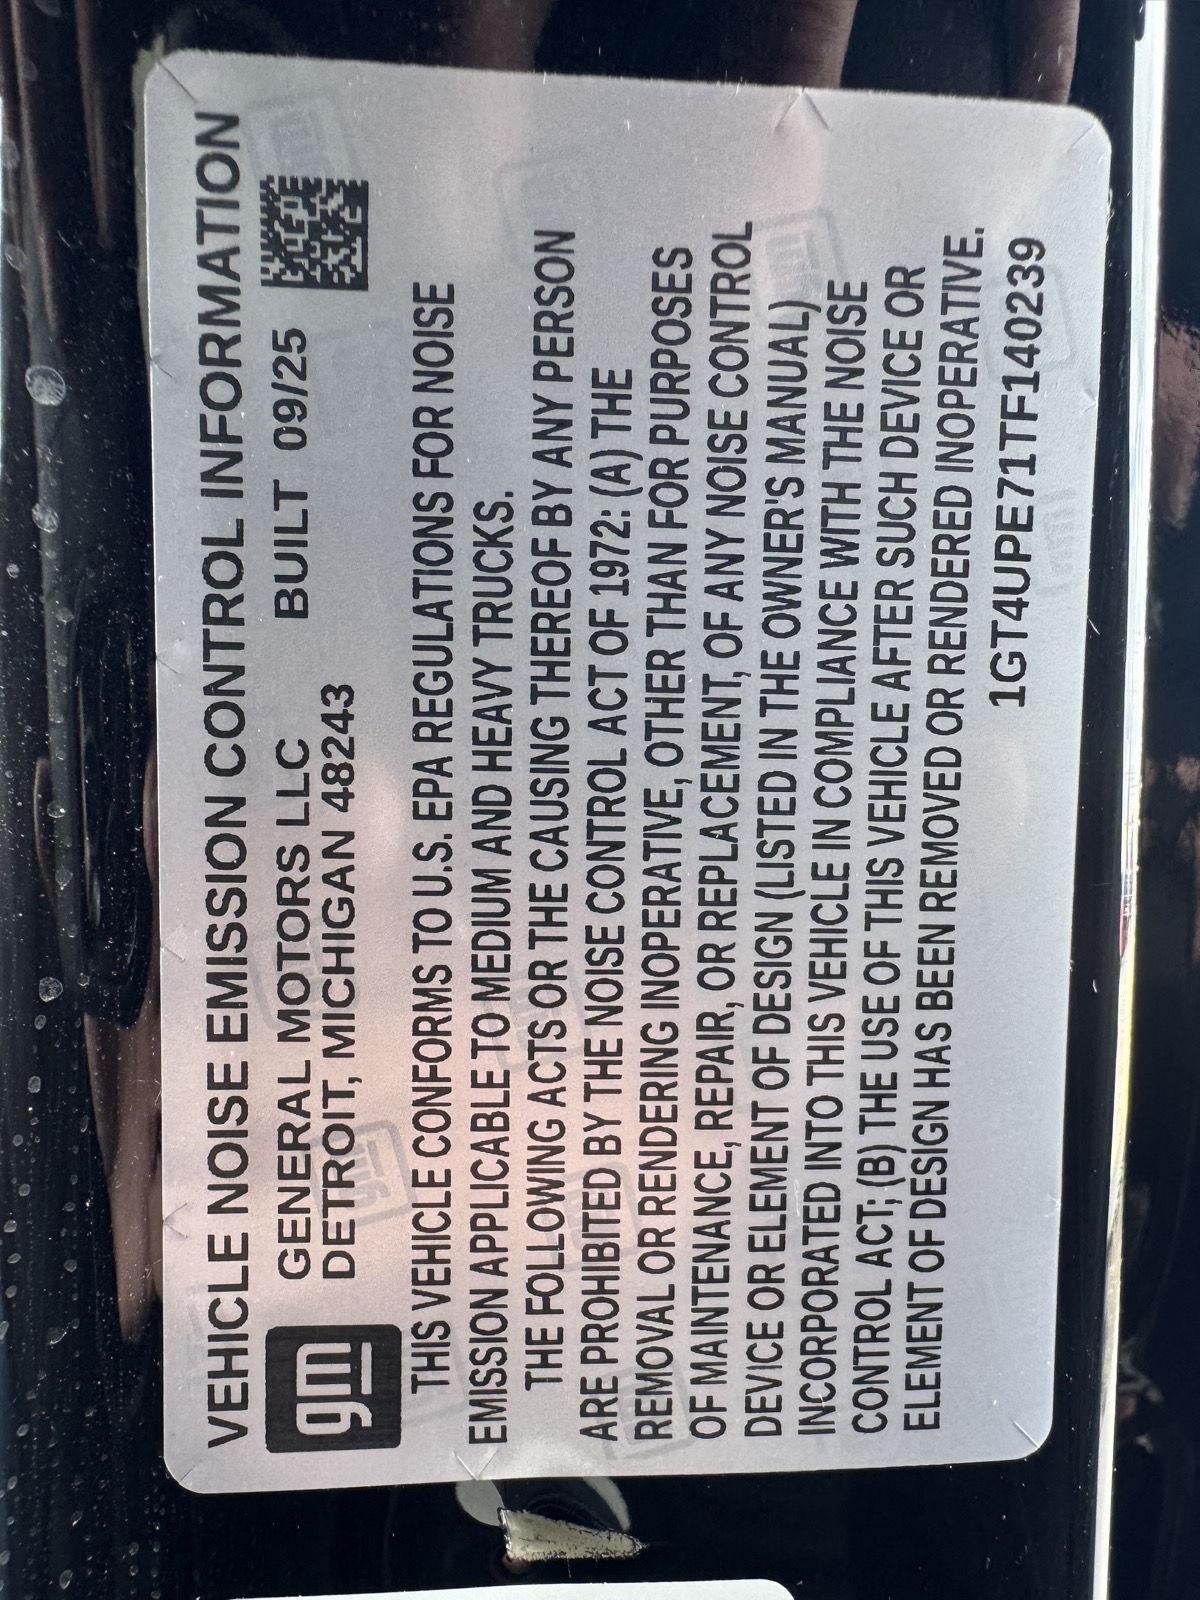 VEHICLE NOISE EMISSION CONTROL INFORMATION
gm
GENERAL MOTORS LLC BUILT 09/25
DETROIT, MICHIGAN 48243
THIS VEHICLE CONFORMS TO U.S. EPA REGULATIONS FOR NOISE
EMISSION APPLICABLE TO MEDIUM AND HEAVY TRUCKS.
THE FOLLOWING ACTS OR THE CAUSING THEREOF BY ANY PERSON
ARE PROHIBITED BY THE NOISE CONTROL ACT OF 1972: (A) THE
REMOVAL OR RENDERING INOPERATIVE, OTHER THAN FOR PURPOSES
OF MAINTENANCE, REPAIR, OR REPLACEMENT, OF ANY NOISE CONTROL
DEVICE OR ELEMENT OF DESIGN (LISTED IN THE OWNER'S MANUAL)
INCORPORATED INTO THIS VEHICLE IN COMPLIANCE WITH THE NOISE
CONTROL ACT; (B) THE USE OF THIS VEHICLE AFTER SUCH DEVICE OR
ELEMENT OF DESIGN HAS BEEN REMOVED OR RENDERED INOPERATIVE.
1GT4UPE71TF140239